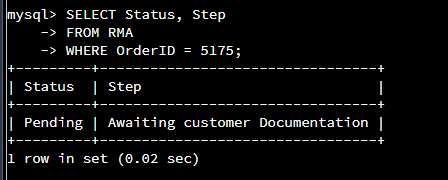 mysql> SELECT Status, Step
    -> FROM RMA
    -> WHERE OrderID = 5175;
+---------+---------------------------------+
| Status  | Step                            |
+---------+---------------------------------+
| Pending | Awaiting customer Documentation |
+---------+---------------------------------+
1 row in set (0.02 sec)